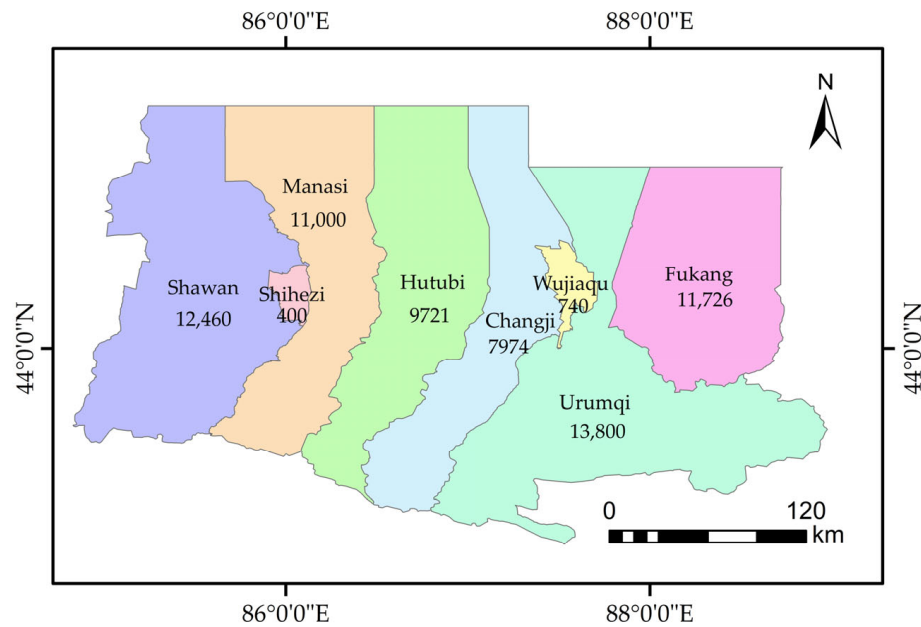 86°0'0"E
88°0'0"E
N
Manasi
11,000
Shawan
12,460
Shihezi
400
Hutubi
9721
Changji
7974
Wujiaqu
740
Fukang
11,726
44°0'0"N
44°0'0"N
Urumqi
13,800
0
120
km
86°0'0"E
88°0'0"E